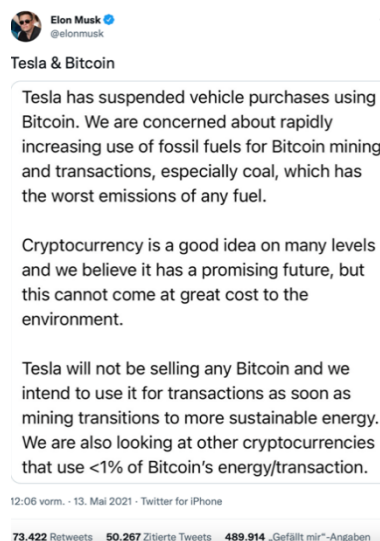 Elon Musk
@elonmusk
Tesla & Bitcoin
Tesla has suspended vehicle purchases using
Bitcoin. We are concerned about rapidly
increasing use of fossil fuels for Bitcoin mining
and transactions, especially coal, which has
the worst emissions of any fuel.
Cryptocurrency is a good idea on many levels
and we believe it has a promising future, but
this cannot come at great cost to the
environment.
Tesla will not be selling any Bitcoin and we
intend to use it for transactions as soon as
mining transitions to more sustainable energy.
We are also looking at other cryptocurrencies
that use <1% of Bitcoin's energy/transaction.
12:06 vorm. · 13. Mai 2021 · Twitter for iPhone
73.422 Retweets 50.267 Zitierte Tweets 489.914 „Gefällt mir“-Angaben